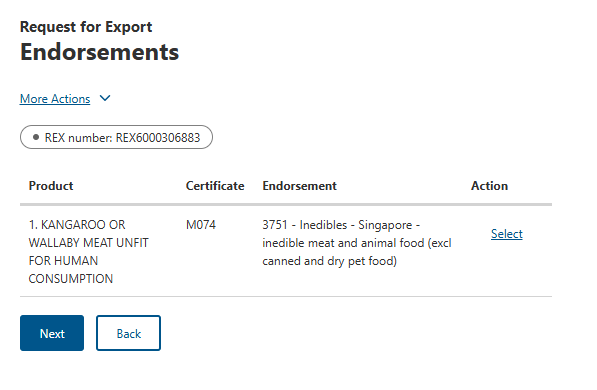 Request for Export
Endorsements
More Actions
REX number: REX6000306883
Product Certificate Endorsement Action
1. KANGAROO OR WALLABY MEAT UNFIT FOR HUMAN CONSUMPTION
M074
3751 - Inedibles - Singapore - inedible meat and animal food (excl canned and dry pet food)
Select
Next Back